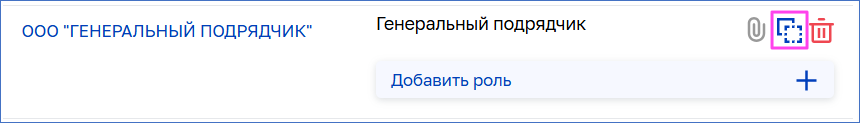 Генеральный подрядчик
ООО "ГЕНЕРАЛЬНЫЙ ПОДРЯДЧИК"
Добавить роль